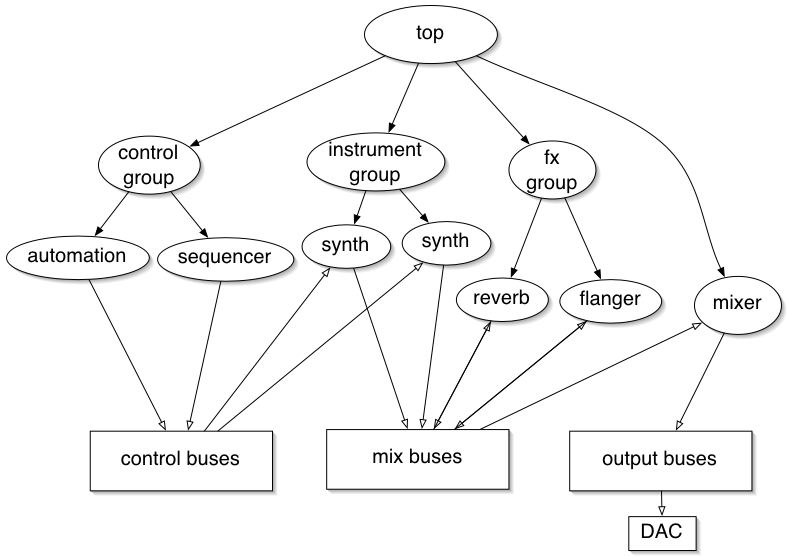 top
control
group
instrument
group
fx
group
automation
sequencer
synth
synth
reverb
flanger
mixer
control buses
mix buses
output buses
DAC